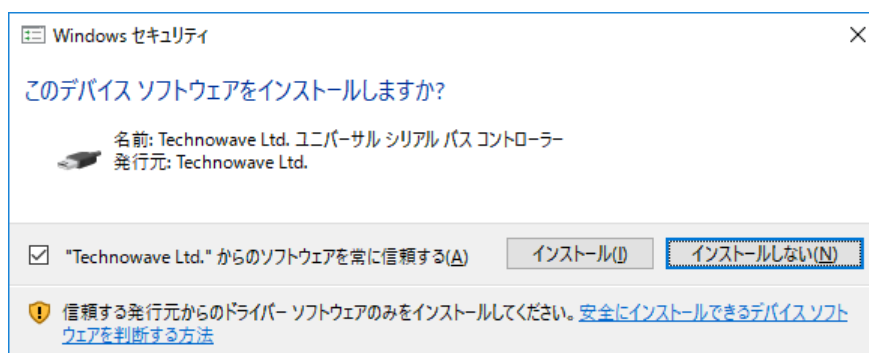 Windows セキュリティ
このデバイス ソフトウェアをインストールしますか?
名前: Technowave Ltd. ユニバーサル シリアル バス コントローラー
発行元: Technowave Ltd.
"Technowave Ltd." からのソフトウェアを常に信頼する(A) インストール(I) インストールしない(N)
信頼する発行元からのドライバー ソフトウェアのみをインストールしてください。安全にインストールできるデバイス ソフト
ウェアを判断する方法